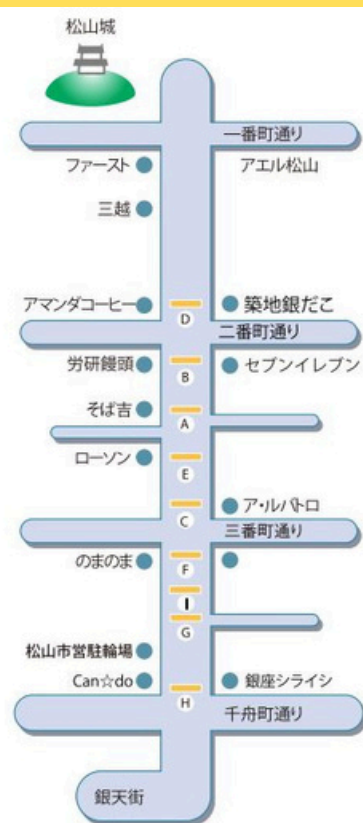 松山城
一番町通り
ファースト
アエル松山
三越
アマンダコーヒー
築地銀だこ
D
二番町通り
労研饅頭
セブンイレブン
B
そば吉
A
ローソン
E
ア・ルバトロ
C
三番町通り
のまのま
F
I
G
松山市営駐輪場
Can☆do
銀座シライシ
H
千舟町通り
銀天街